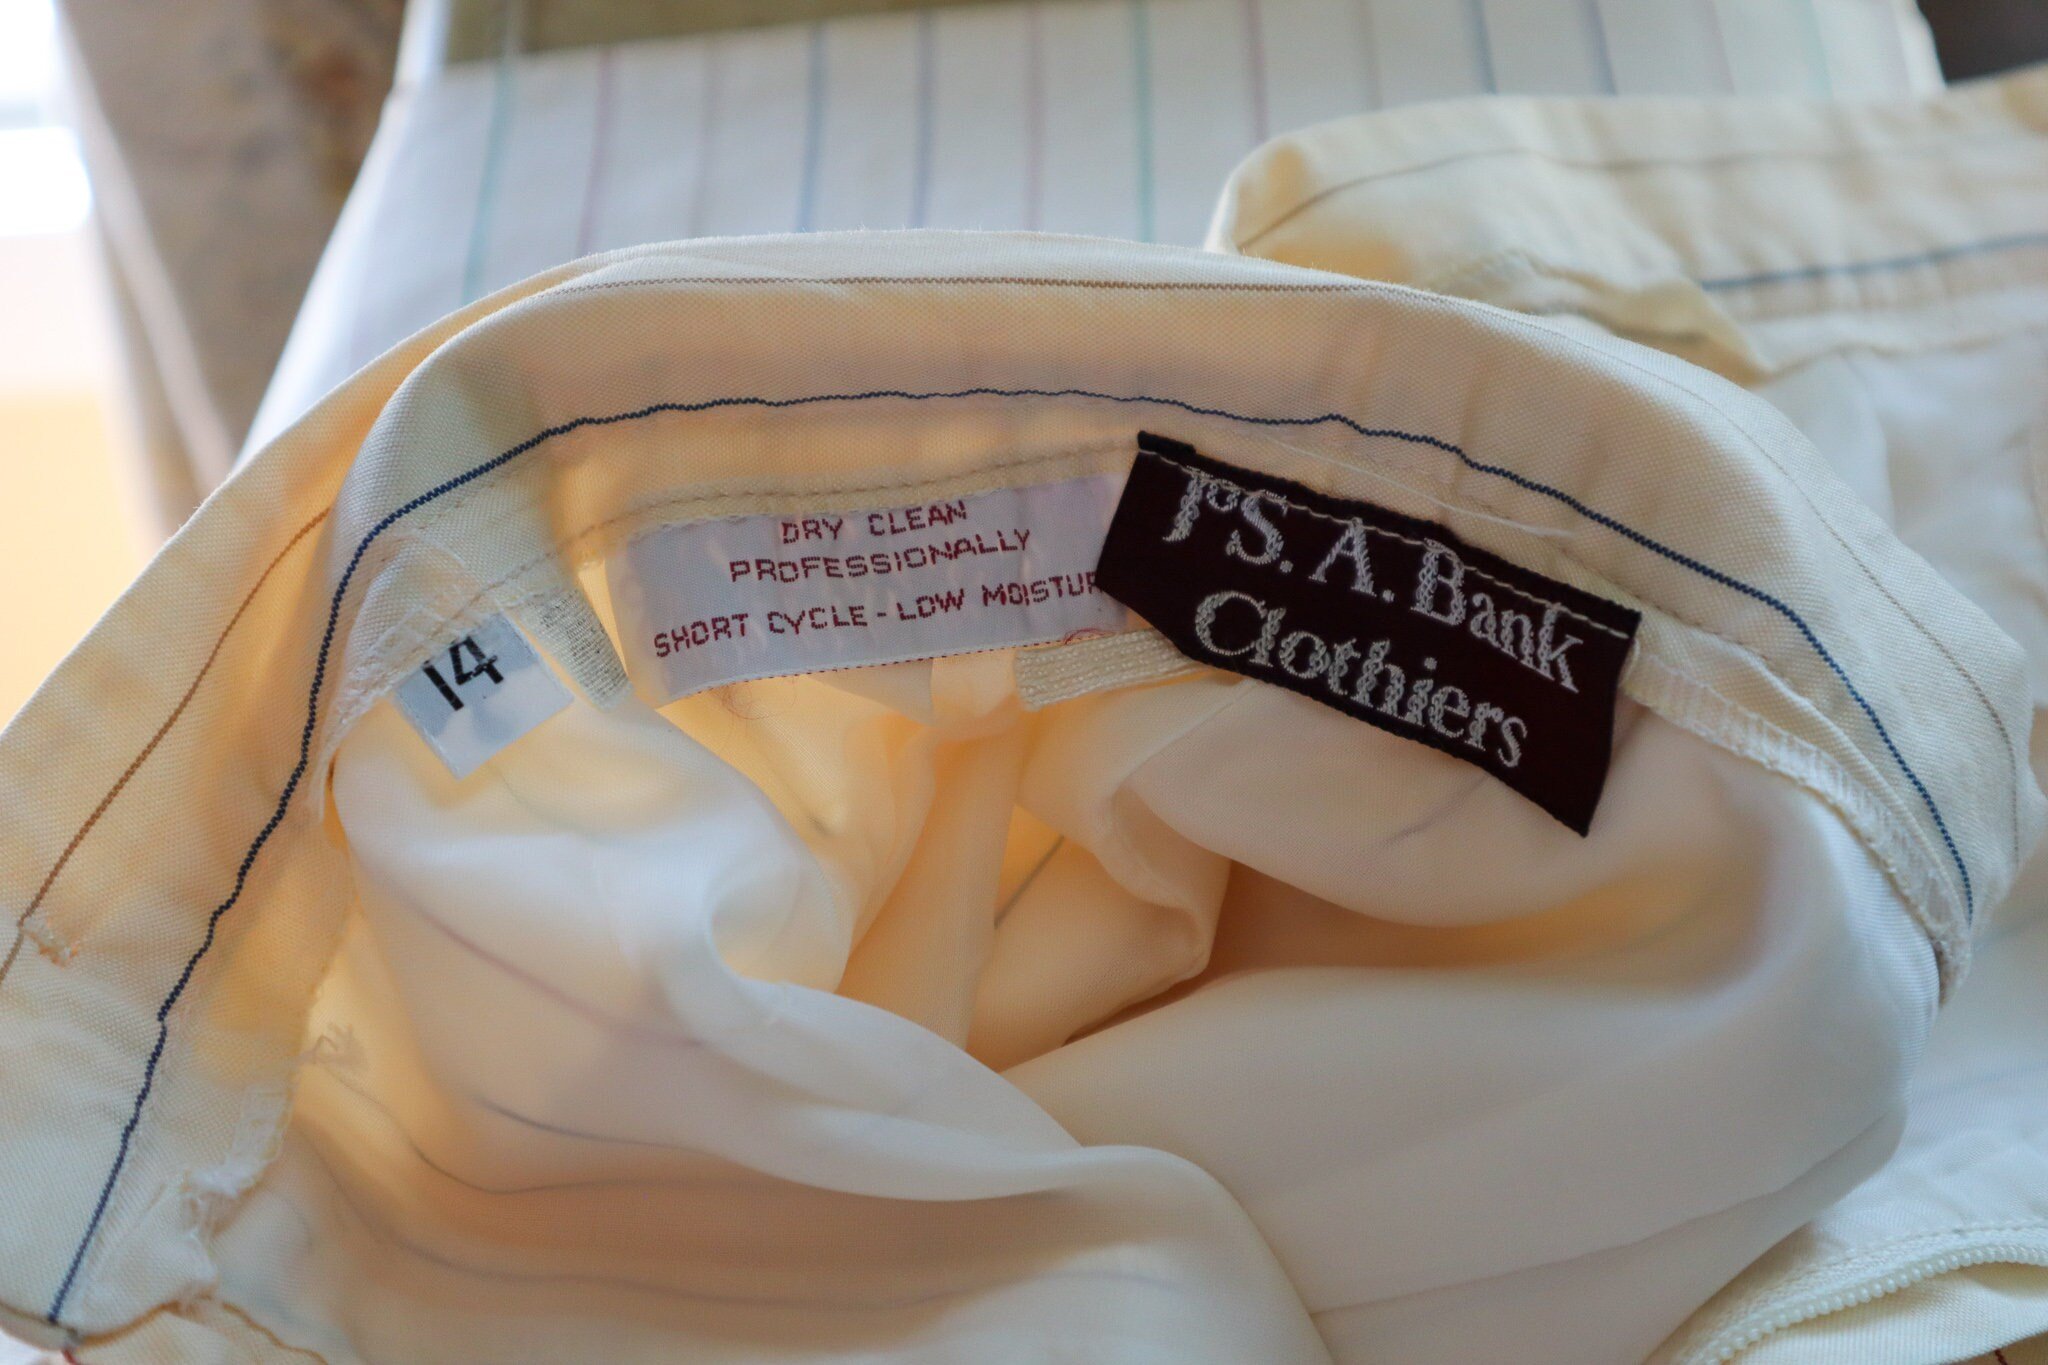 14
DRY CLEAN
PROFESSIONALLY
SHORT CYCLE - LOW MOISTUR
JoS. A. Bank
Clothiers